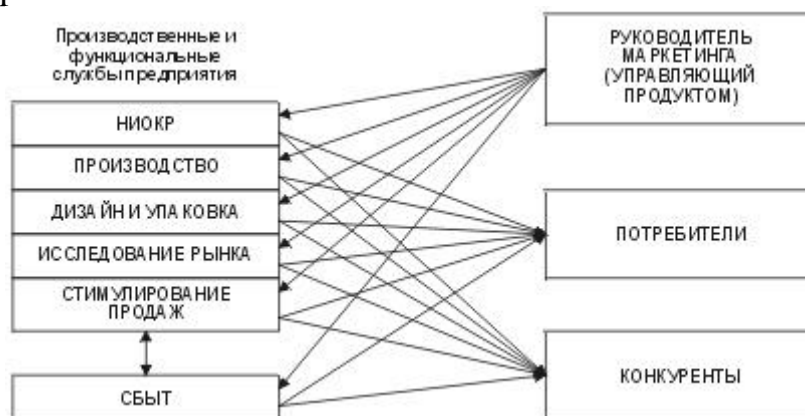 Производственные и
функциональные
службы предприятия
НИОКР
ПРОИЗВОДСТВО
ДИЗАЙН И УПАКОВКА
ИССЛЕДОВАНИЕ РЫНКА
СТИМУЛИРОВАНИЕ
ПРОДАЖ
СБЫТ
РУКОВОДИТЕЛЬ
МАРКЕТИНГА
(УПРАВЛЯЮЩИЙ
ПРОДУКТОМ)
ПОТРЕБИТЕЛИ
КОНКУРЕНТЫ